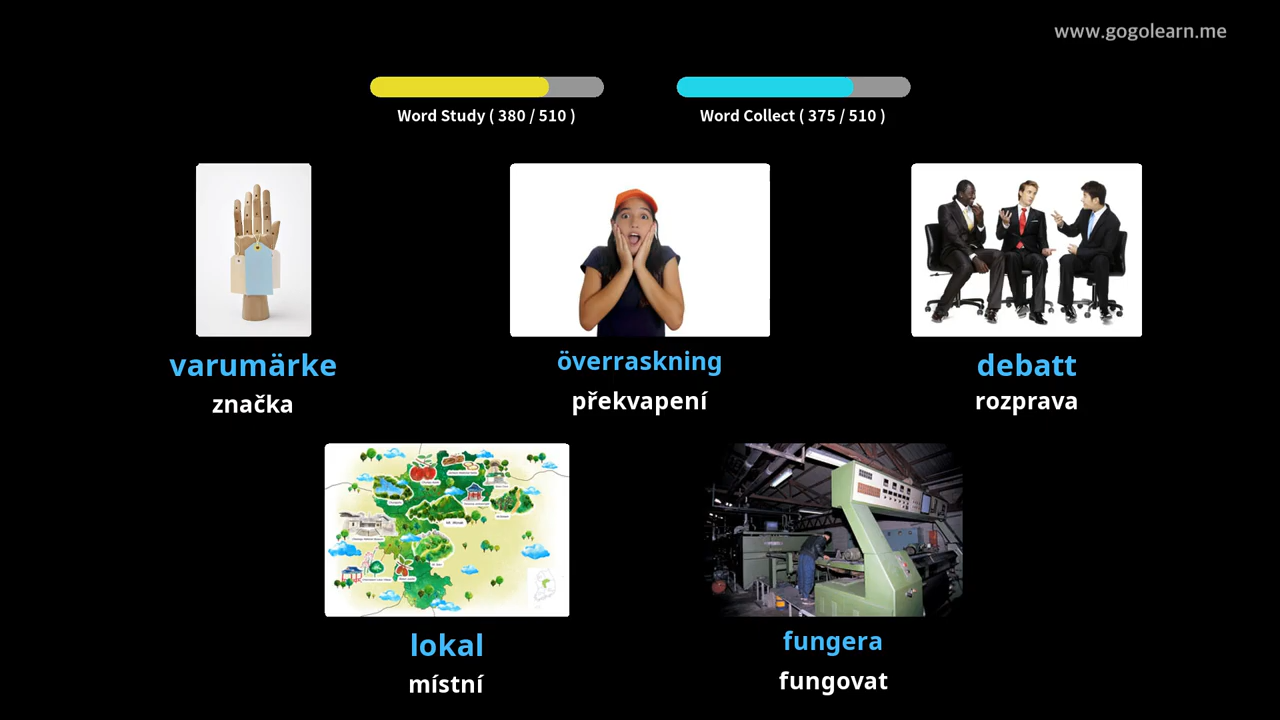 www.gogolearn.me
Word Study ( 380 / 510 )
Word Collect ( 375 / 510 )
varumärke
značka
överraskning
překvapení
debatt
rozprava
lokal
místní
fungera
fungovat